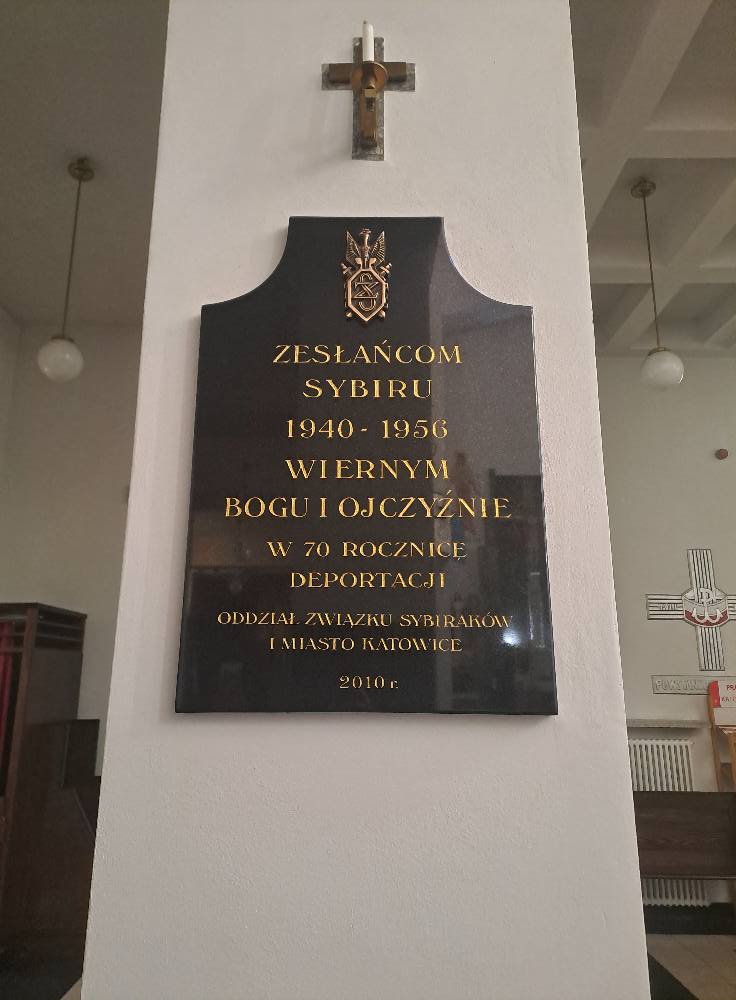 ZESŁAŃCOM
SYBIRU
1940 - 1956
WIERNYM
BOGU I OJCZYŹNIE
W 70 ROCZNICĘ
DEPORTACJI
ODDZIAŁ ZWIĄZKU SYBIRAKÓW
I MIASTO KATOWICE
2010 r.